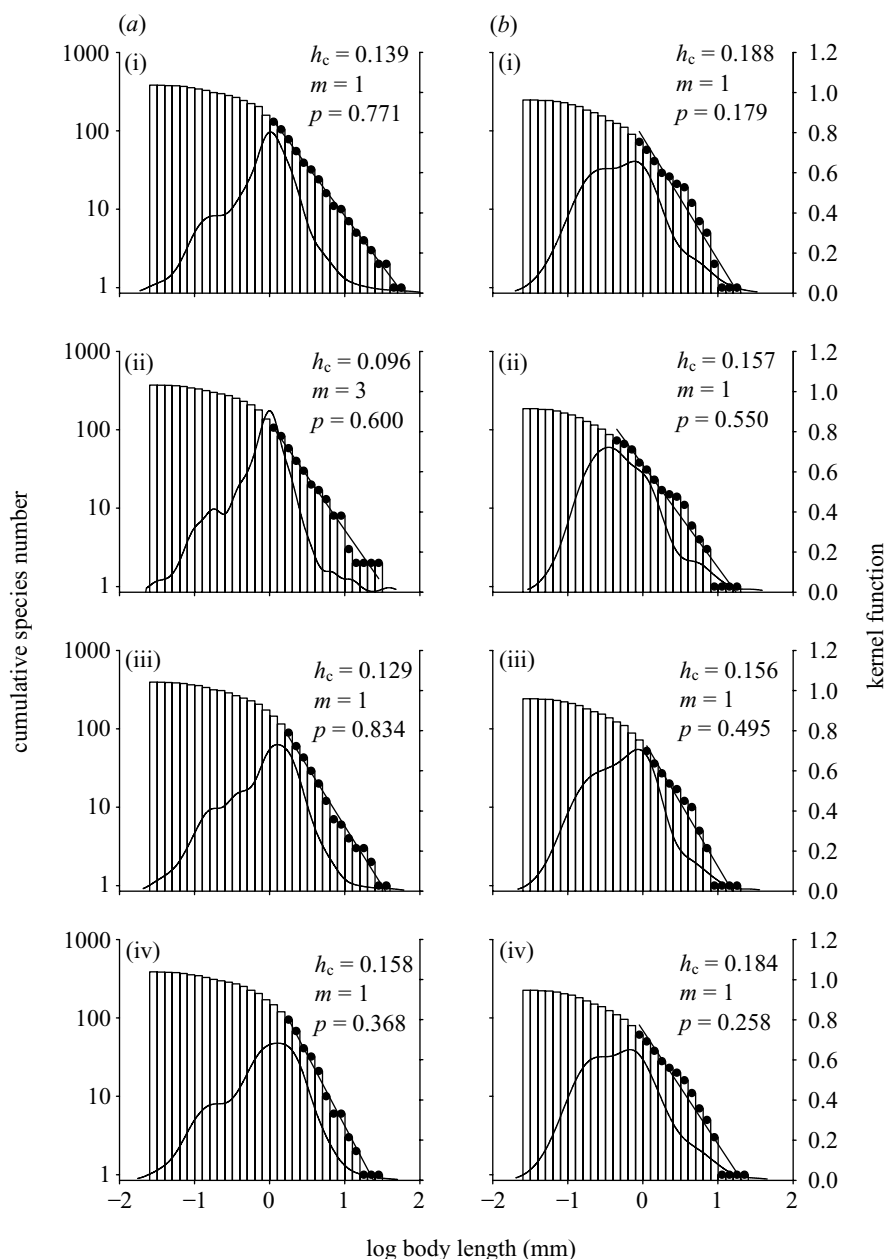 (a)
(b)
1000
(i)
h_c = 0.139
m = 1
p = 0.771
100
10
1
(i)
h_c = 0.188
m = 1
p = 0.179
1.2
1.0
0.8
0.6
0.4
0.2
0.0
1000
(ii)
h_c = 0.096
m = 3
p = 0.600
100
10
1
(ii)
h_c = 0.157
m = 1
p = 0.550
1.2
1.0
0.8
0.6
0.4
0.2
0.0
cumulative species number
kernel function
1000
(iii)
h_c = 0.129
m = 1
p = 0.834
100
10
1
(iii)
h_c = 0.156
m = 1
p = 0.495
1.2
1.0
0.8
0.6
0.4
0.2
0.0
1000
(iv)
h_c = 0.158
m = 1
p = 0.368
100
10
1
(iv)
h_c = 0.184
m = 1
p = 0.258
1.2
1.0
0.8
0.6
0.4
0.2
0.0
−2 −1 0 1 2
−2 −1 0 1 2
log body length (mm)